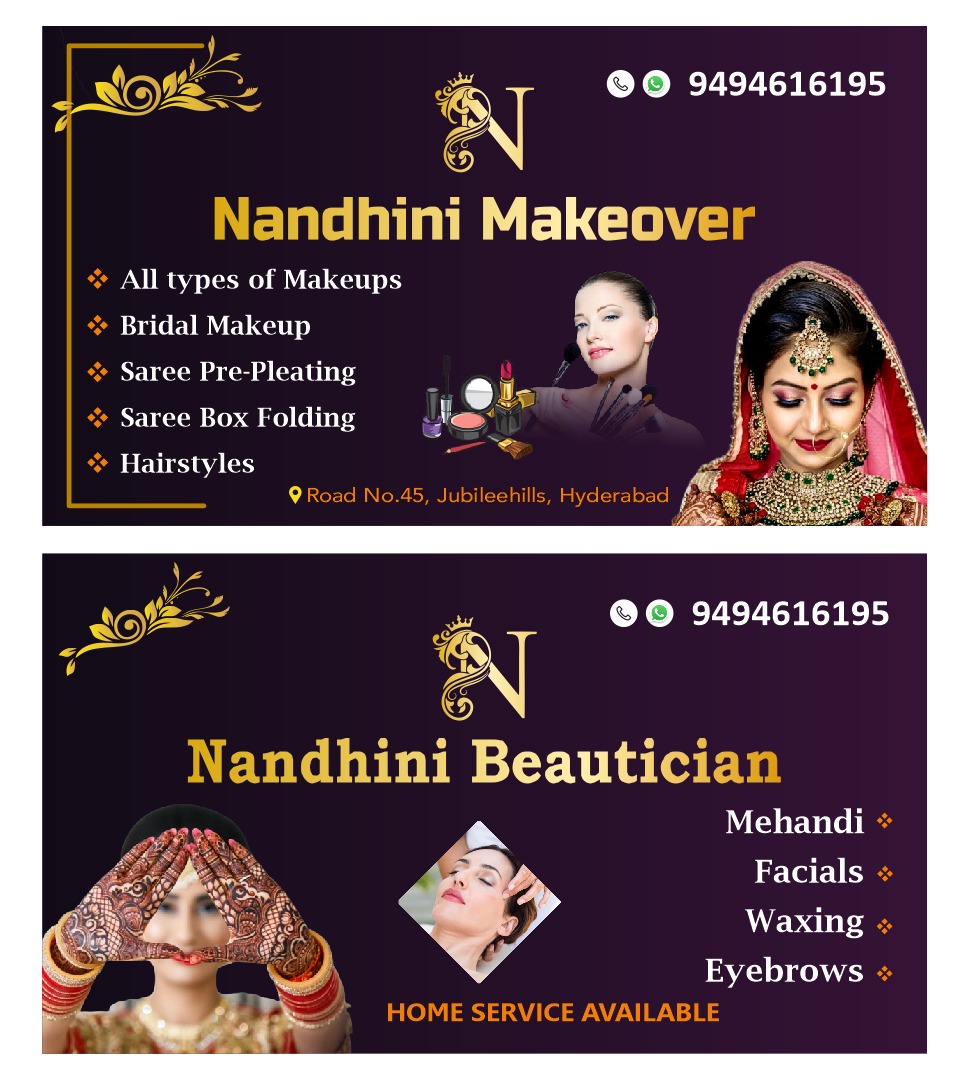 9494616195
N
Nandhini Makeover
All types of Makeups
Bridal Makeup
Saree Pre-Pleating
Saree Box Folding
Hairstyles
Road No.45, Jubileehills, Hyderabad
9494616195
N
Nandhini Beautician
Mehandi
Facials
Waxing
Eyebrows
HOME SERVICE AVAILABLE